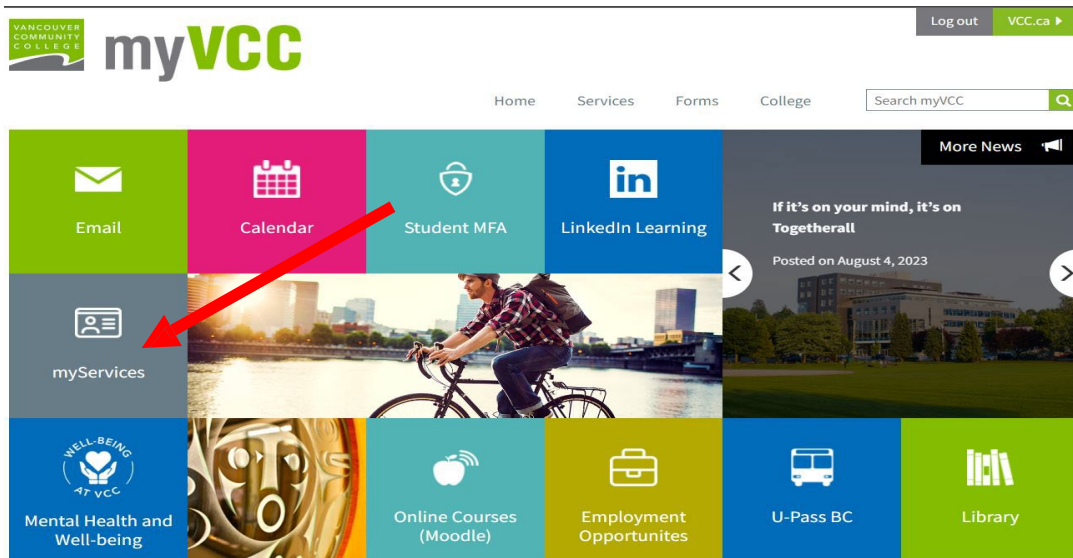 VANCOUVER
COMMUNITY
COLLEGE
myVCC
Log out
VCC.ca
Home
Services
Forms
College
Search myVCC
Email
Calendar
Student MFA
in
LinkedIn Learning
More News
If it's on your mind, it's on
Togetherall
Posted on August 4, 2023
myServices
WELL-BEING
AT VCC
Mental Health and
Well-being
Online Courses
(Moodle)
Employment
Opportunites
U-Pass BC
Library